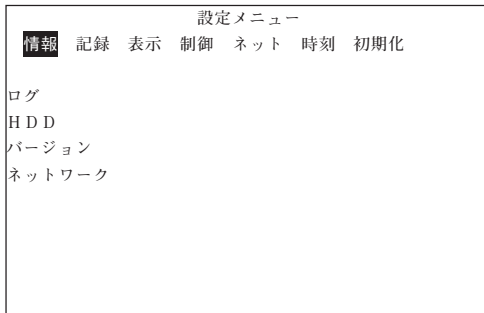 設定メニュー
情報 記録 表示 制御 ネット 時刻 初期化
ログ
ＨＤＤ
バージョン
ネットワーク